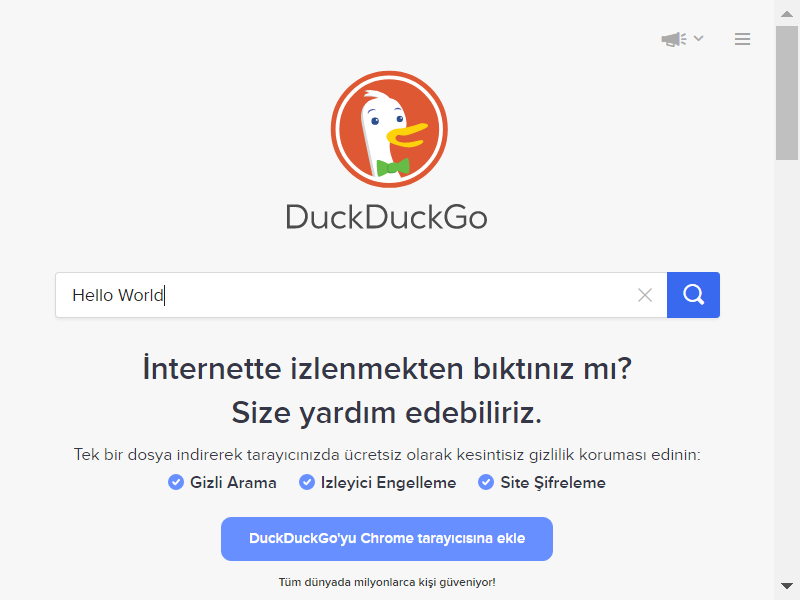 DuckDuckGo
Hello World
İnternette izlenmekten bıktınız mı?
Size yardım edebiliriz.
Tek bir dosya indirerek tarayıcınızda ücretsiz olarak kesintisiz gizlilik koruması edinin:
Gizli Arama Izleyici Engelleme Site Şifreleme
DuckDuckGo'yu Chrome tarayıcısına ekle
Tüm dünyada milyonlarca kişi güveniyor!